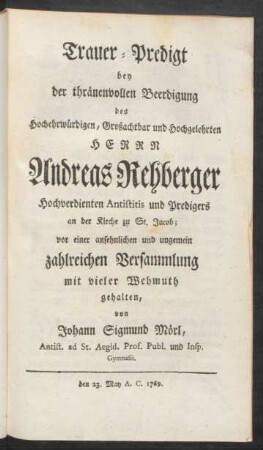 Trauer-Predigt
bey
der thränenvollen Beerdigung
des
Hochehrwürdigen, Großachtbar und Hochgelehrten
HERRN
Andreas Rehberger
Hochverdienten Antistitis und Predigers
an der Kirche zu St. Jacob;
vor einer ansehnlichen und ungemein
zahlreichen Versammlung
mit vieler Wehmuth
gehalten,
von
Johann Sigmund Mörl,
Antist. ad St. Aegid. Prof. Publ. und Insp.
Gymnasii.
den 23. May A. C. 1769.